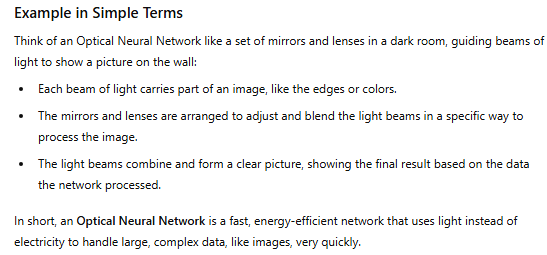 Example in Simple Terms
Think of an Optical Neural Network like a set of mirrors and lenses in a dark room, guiding beams of
light to show a picture on the wall:
• Each beam of light carries part of an image, like the edges or colors.
• The mirrors and lenses are arranged to adjust and blend the light beams in a specific way to
process the image.
• The light beams combine and form a clear picture, showing the final result based on the data
the network processed.
In short, an Optical Neural Network is a fast, energy-efficient network that uses light instead of
electricity to handle large, complex data, like images, very quickly.